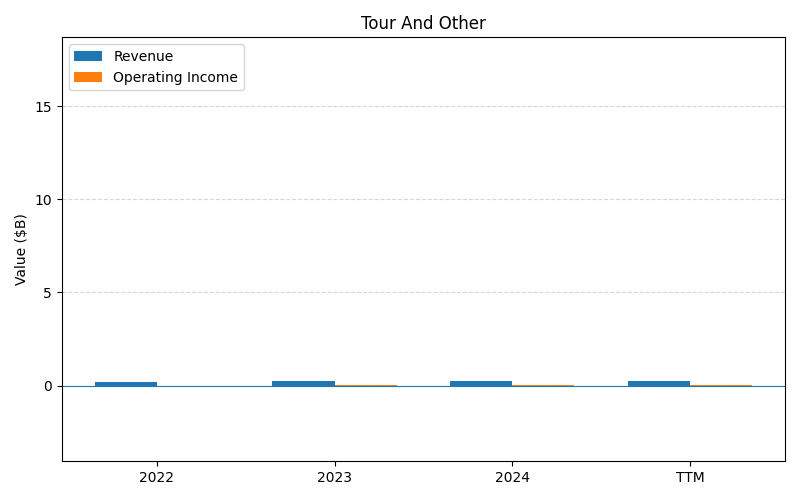 Tour And Other
Revenue
Operating Income
Value ($B)
15
10
5
0
2022
2023
2024
TTM